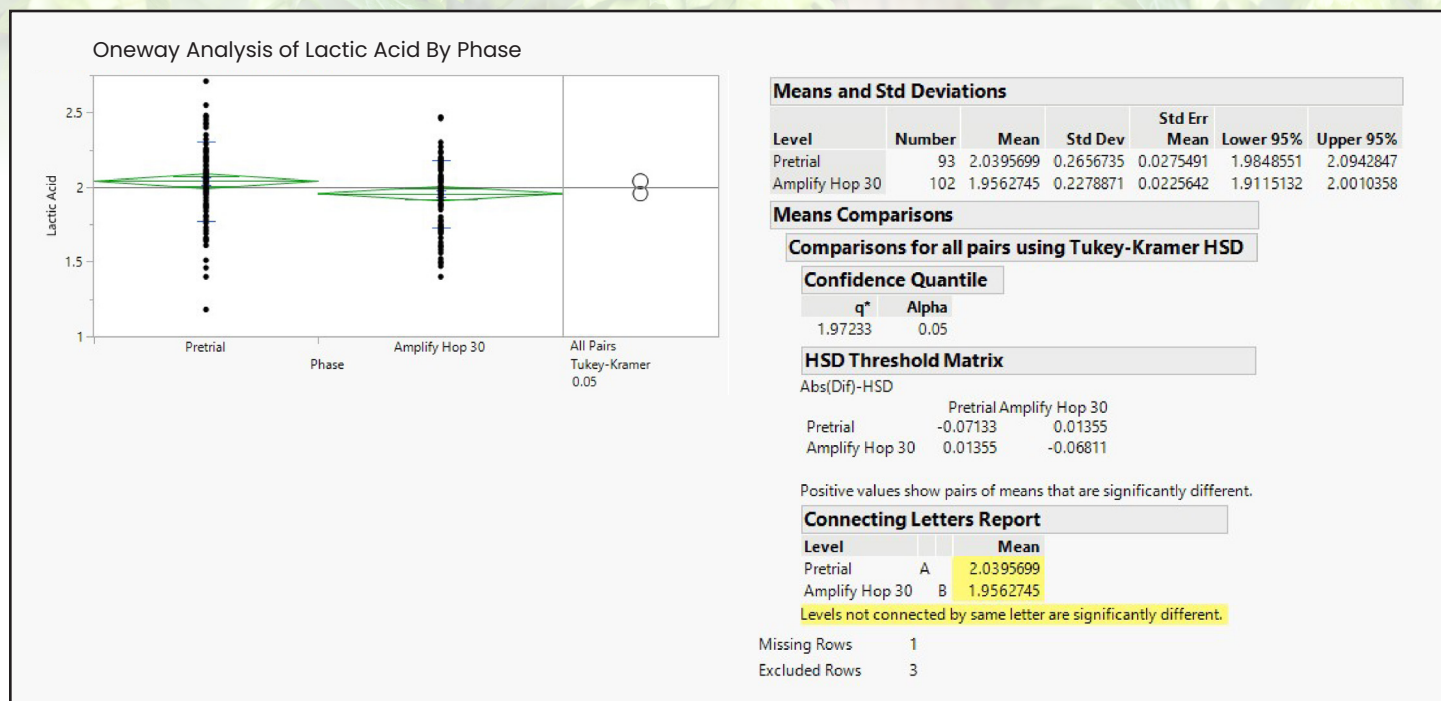 Oneway Analysis of Lactic Acid By Phase
2.5
2
1.5
1
Lactic Acid
Pretrial
Amplify Hop 30
Phase
All Pairs
Tukey-Kramer
0.05
Means and Std Deviations
Level Number Mean Std Dev Std Err Mean Lower 95% Upper 95%
Pretrial 93 2.0395699 0.2656735 0.0275491 1.9848551 2.0942847
Amplify Hop 30 102 1.9562745 0.2278871 0.0225642 1.9115132 2.0010358
Means Comparisons
Comparisons for all pairs using Tukey-Kramer HSD
Confidence Quantile
q* Alpha
1.97233 0.05
HSD Threshold Matrix
Abs(Dif)-HSD
Pretrial Amplify Hop 30
Pretrial -0.07133 0.01355
Amplify Hop 30 0.01355 -0.06811
Positive values show pairs of means that are significantly different.
Connecting Letters Report
Level Mean
Pretrial A 2.0395699
Amplify Hop 30 B 1.9562745
Levels not connected by same letter are significantly different.
Missing Rows 1
Excluded Rows 3